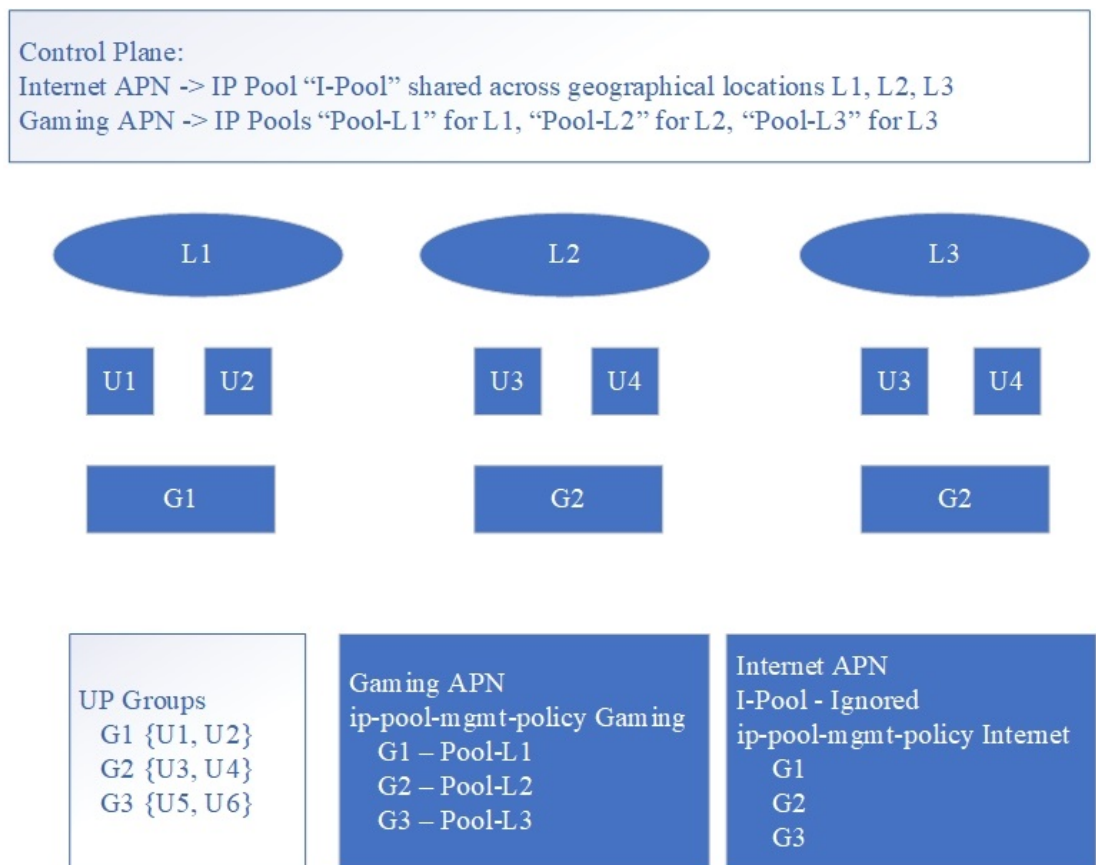 Control Plane:
Internet APN -> IP Pool “I-Pool” shared across geographical locations L1, L2, L3
Gaming APN -> IP Pools “Pool-L1” for L1, “Pool-L2” for L2, “Pool-L3” for L3
L1
L2
L3
U1
U2
U3
U4
U3
U4
G1
G2
G2
UP Groups
G1 {U1, U2}
G2 {U3, U4}
G3 {U5, U6}
Gaming APN
ip-pool-mgmt-policy Gaming
G1 – Pool-L1
G2 – Pool-L2
G3 – Pool-L3
Internet APN
I-Pool - Ignored
ip-pool-mgmt-policy Internet
G1
G2
G3